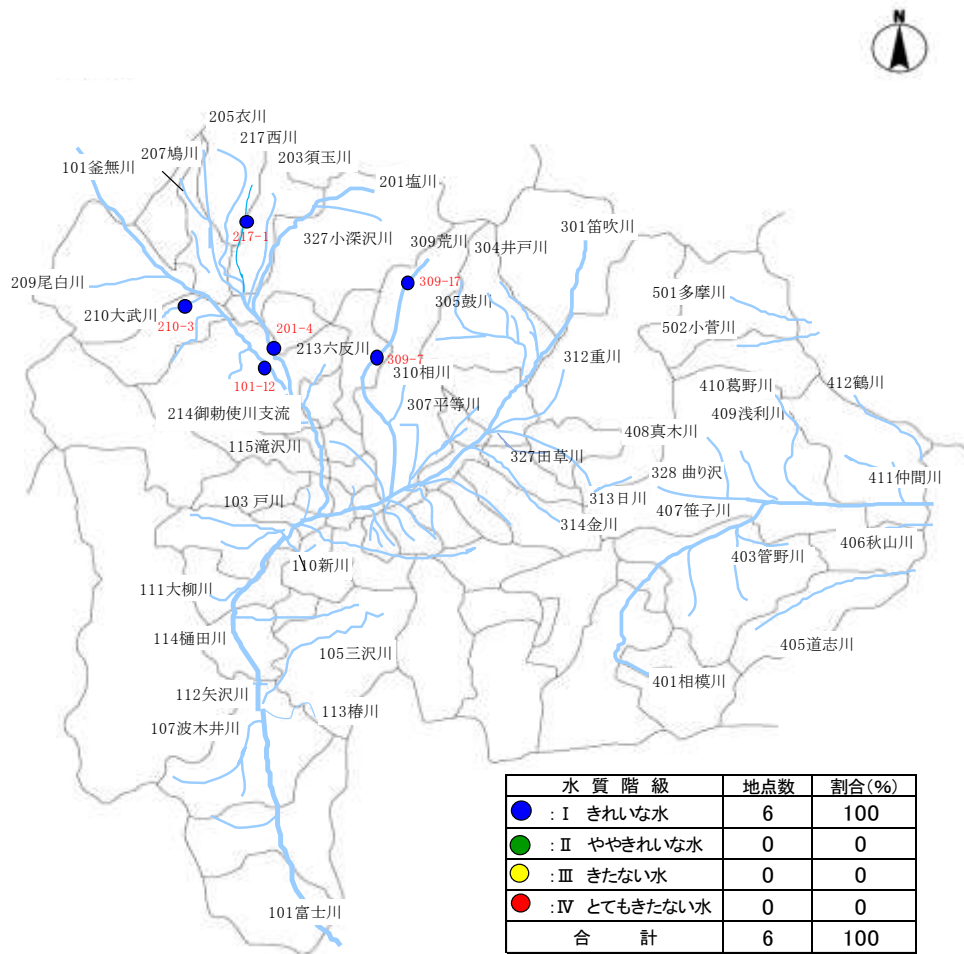 N
205衣川
217西川
207鳩川
203須玉川
101釜無川
201塩川
301笛吹川
217-1
327小深沢川
309荒川
304井戸川
209尾白川
309-17
501多摩川
305鼓川
210大武川
210-3
201-4
502小菅川
213六反川
309-7
312重川
310相川
101-12
410葛野川
412鶴川
307平等川
409浅利川
214御勅使川支流
408真木川
115滝沢川
327田草川
328 曲り沢
411仲間川
103 戸川
313日川
407笹子川
314金川
406秋山川
110新川
403管野川
111大柳川
114樋田川
105三沢川
405道志川
401相模川
112矢沢川
113椿川
107波木井川
101富士川
水 質 階 級 地点数 割合(%)
：Ⅰ きれいな水 6 100
：Ⅱ ややきれいな水 0 0
：Ⅲ きたない水 0 0
：Ⅳ とてもきたない水 0 0
合 計 6 100